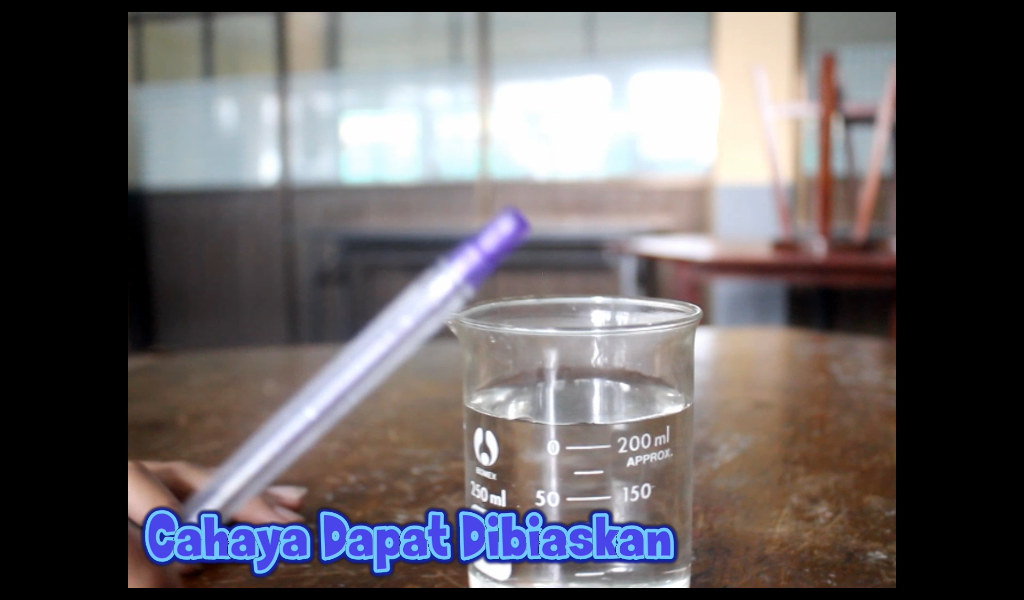 0 200 ml
APPROX.
250 ml 50 150
Cahaya Dapat Dibiaskan